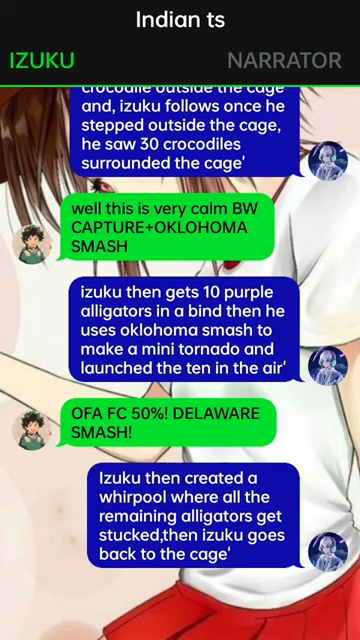 Indian ts
IZUKU
NARRATOR
crocodile outside the cage
and, izuku follows once he
stepped outside the cage,
he saw 30 crocodiles
surrounded the cage'
well this is very calm BW
CAPTURE+OKLOHOMA
SMASH
izuku then gets 10 purple
alligators in a bind then he
uses oklohoma smash to
make a mini tornado and
launched the ten in the air'
OFA FC 50%! DELAWARE
SMASH!
Izuku then created a
whirpool where all the
remaining alligators get
stucked,then izuku goes
back to the cage'